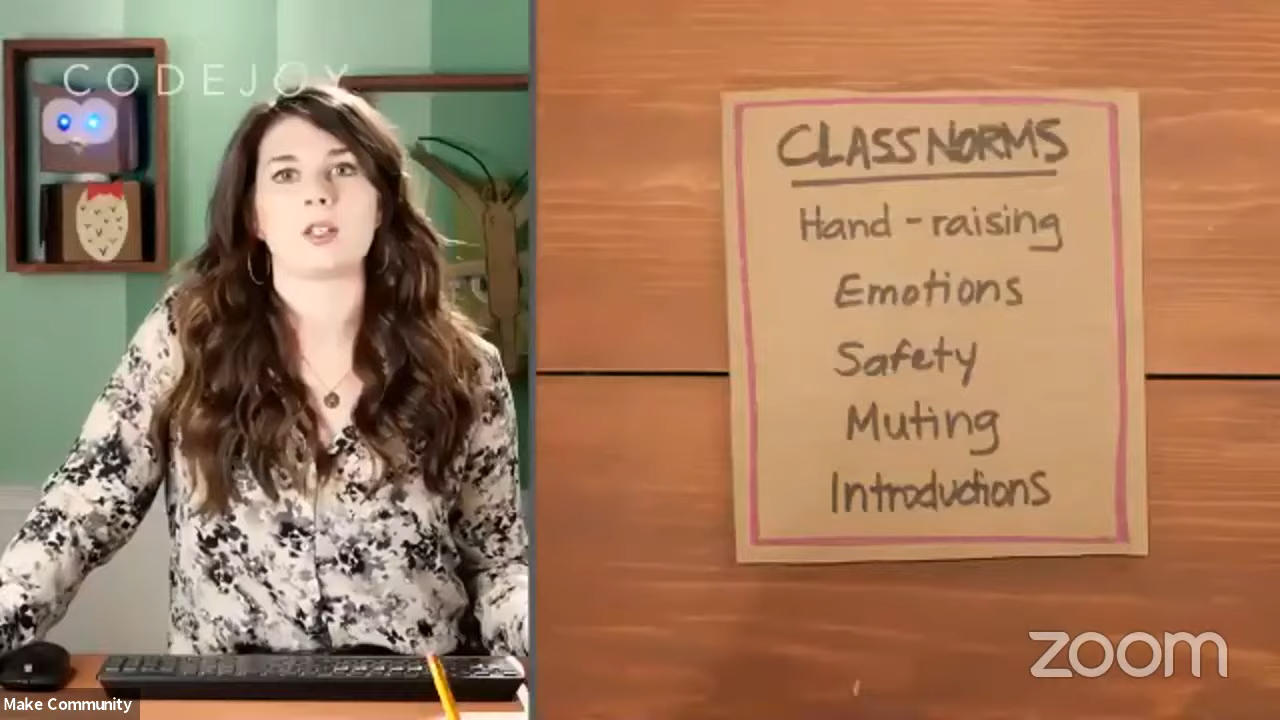 CODEJOY
CLASS NORMS
Hand-raising
Emotions
Safety
Muting
Introductions
zoom
Make Community